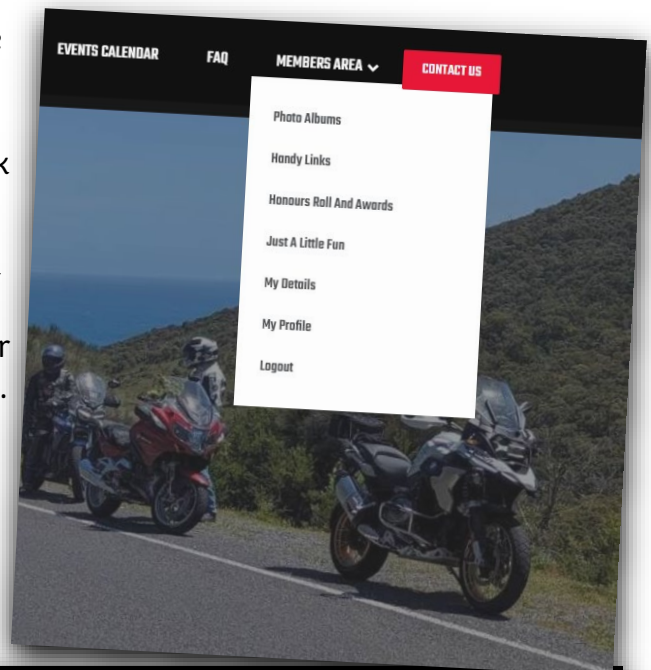 EVENTS CALENDAR FAQ MEMBERS AREA CONTACT US
Photo Albums
Handy Links
Honours Roll And Awards
Just A Little Fun
My Details
My Profile
Logout